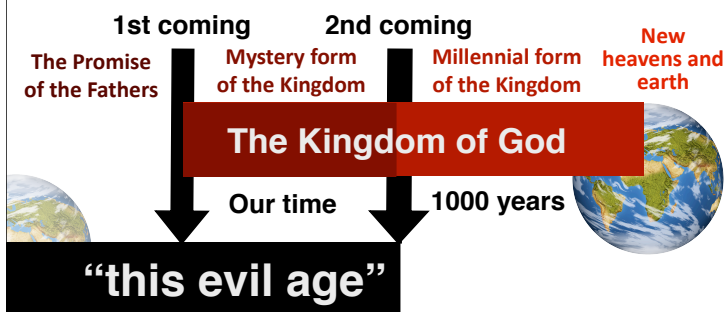 1st coming
2nd coming
The Promise
of the Fathers
Mystery form
of the Kingdom
Millennial form
of the Kingdom
New
heavens and
earth
The Kingdom of God
Our time
1000 years
“this evil age”